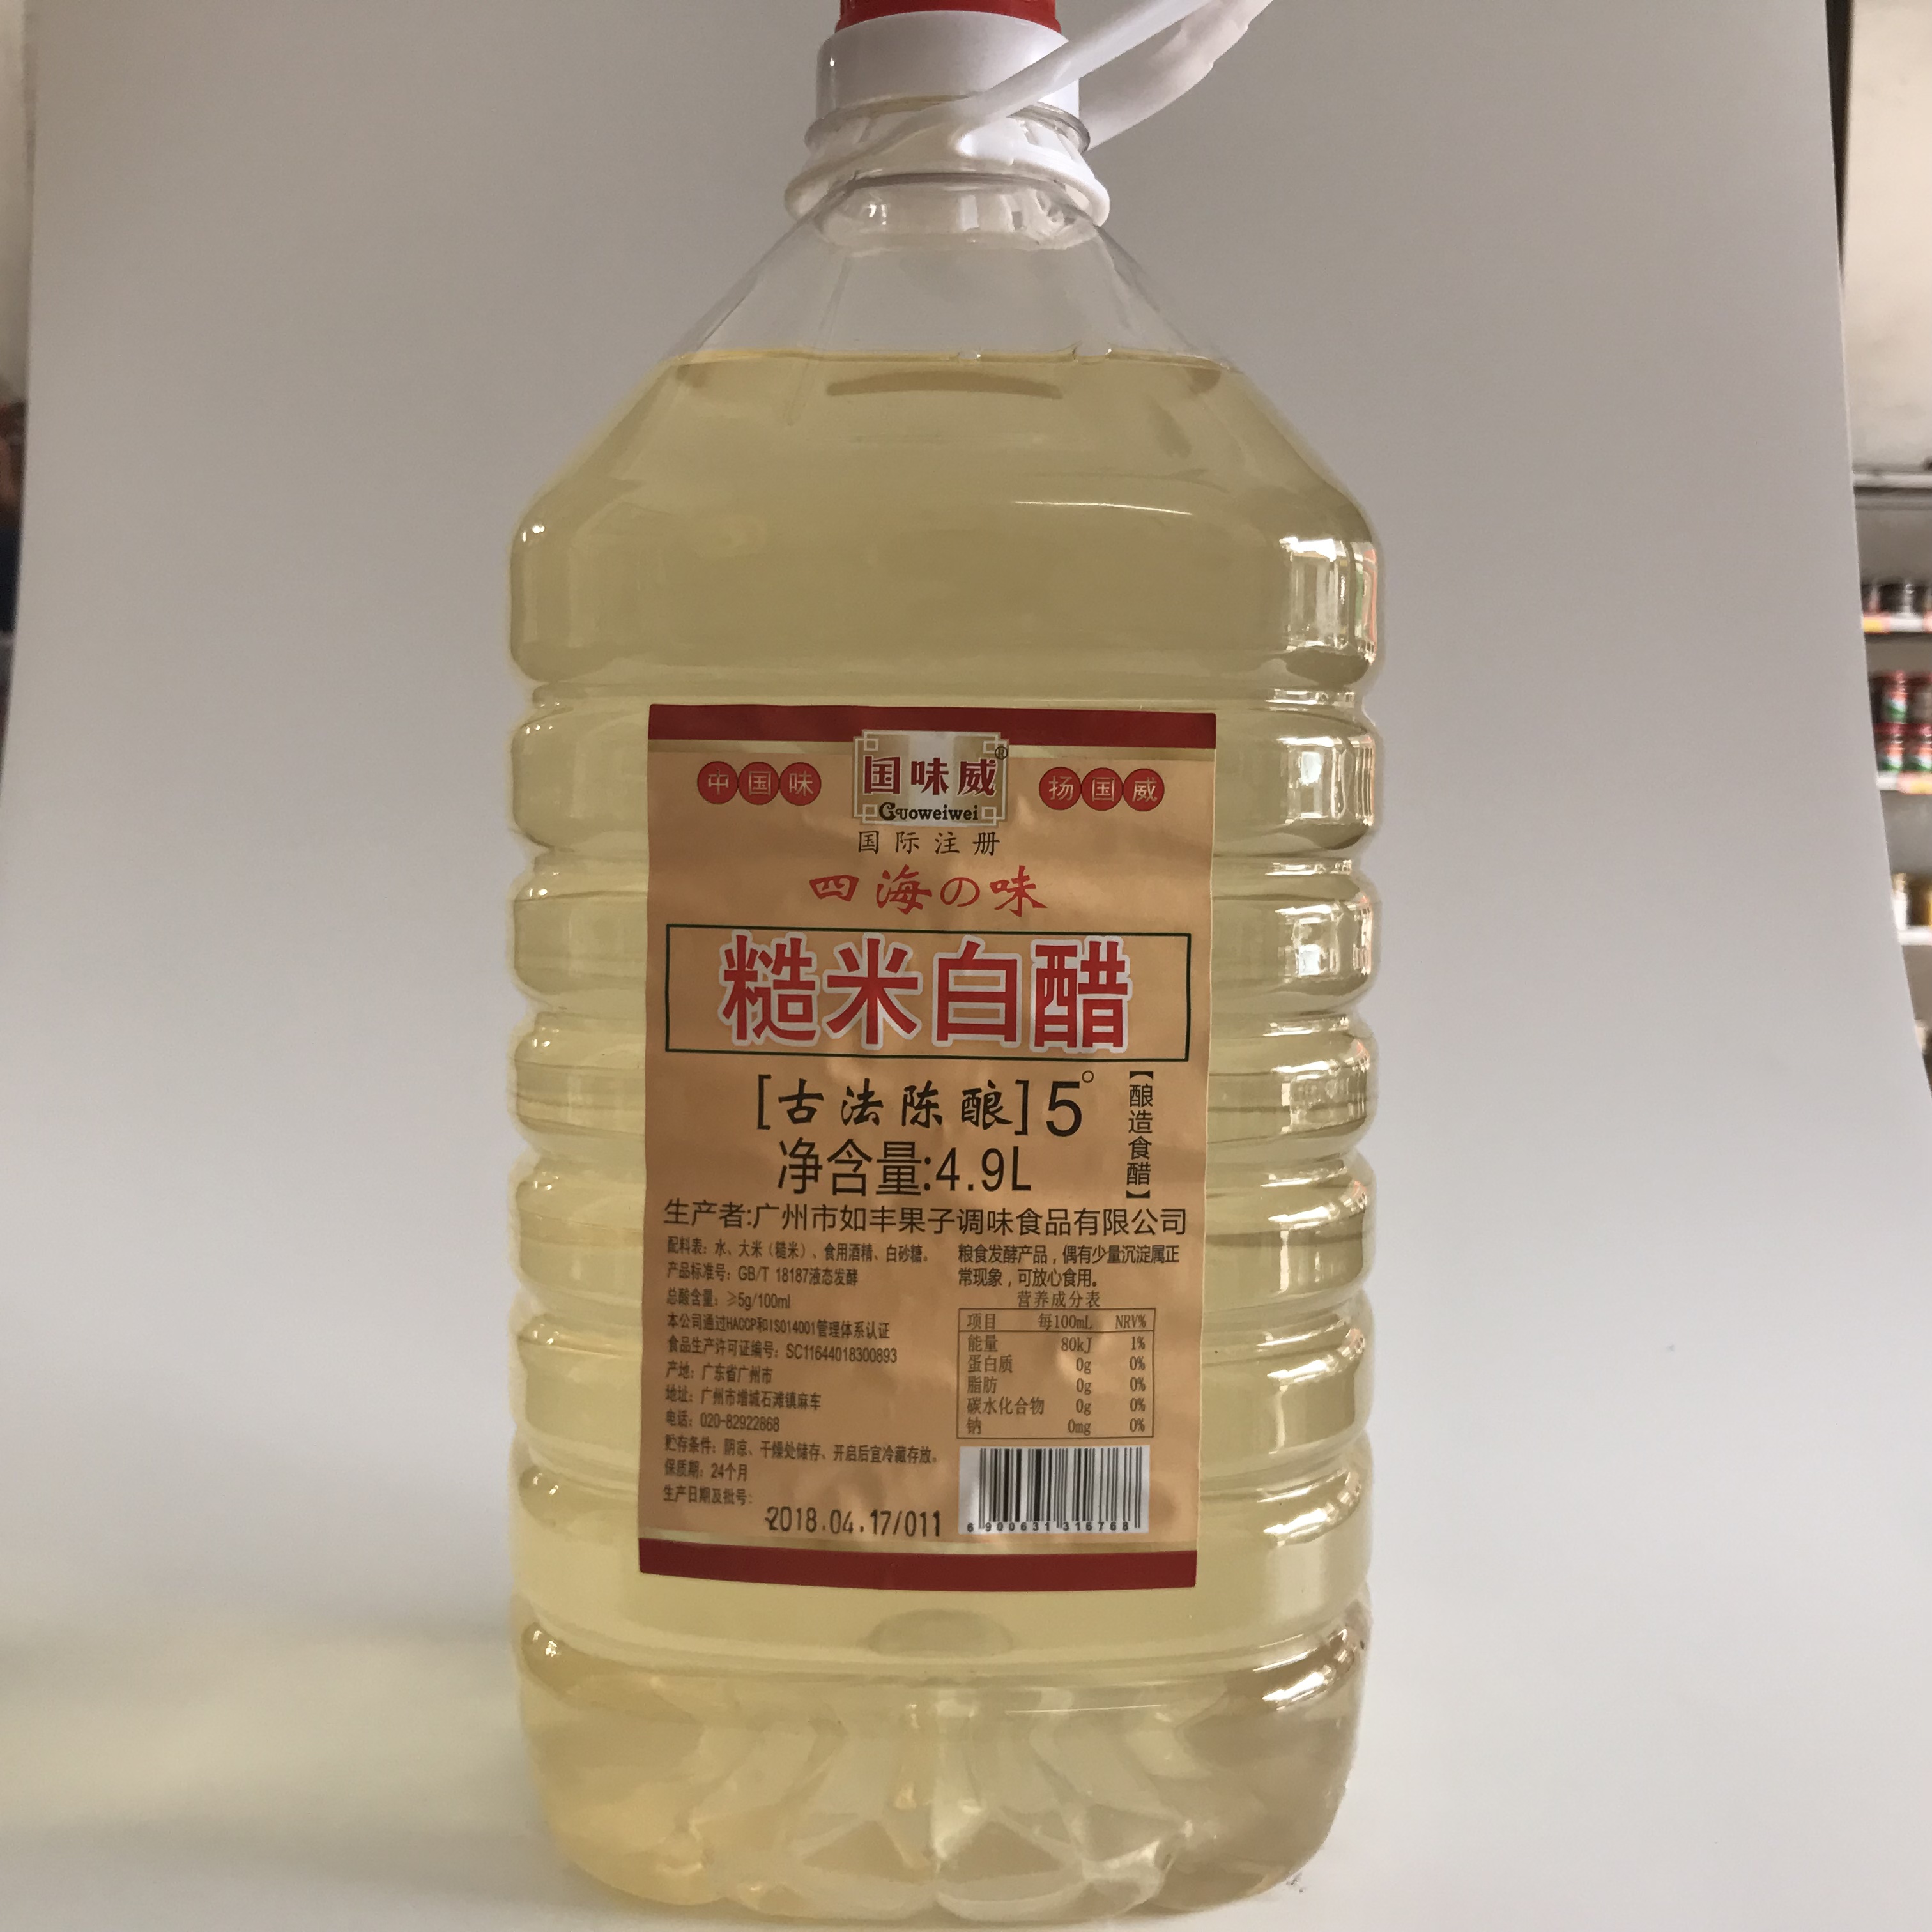 中国味 国味威® 扬国威
Guoweiwei
国际注册
四海の味
糙米白醋
[古法陈酿]5°
【酿造食醋】
净含量:4.9L
生产者:广州市如丰果子调味食品有限公司
配料表：水、大米（糙米）、食用酒精、白砂糖。
产品标准号：GB/T 18187液态发酵
总酸含量：≥5g/100ml
本公司通过HACCP和ISO14001管理体系认证
食品生产许可证编号：SC11644018300893
产地：广东省广州市
地址：广州市增城石滩镇麻车
电话：020-82922868
贮存条件：阴凉、干燥处储存、开启后宜冷藏存放。
保质期：24个月
生产日期及批号：
2018.04.17/011
粮食发酵产品，偶有少量沉淀属正
常现象，可放心食用。
营养成分表
项目 每100mL NRV%
能量 80kJ 1%
蛋白质 0g 0%
脂肪 0g 0%
碳水化合物 0g 0%
钠 0mg 0%
6 900631 316768